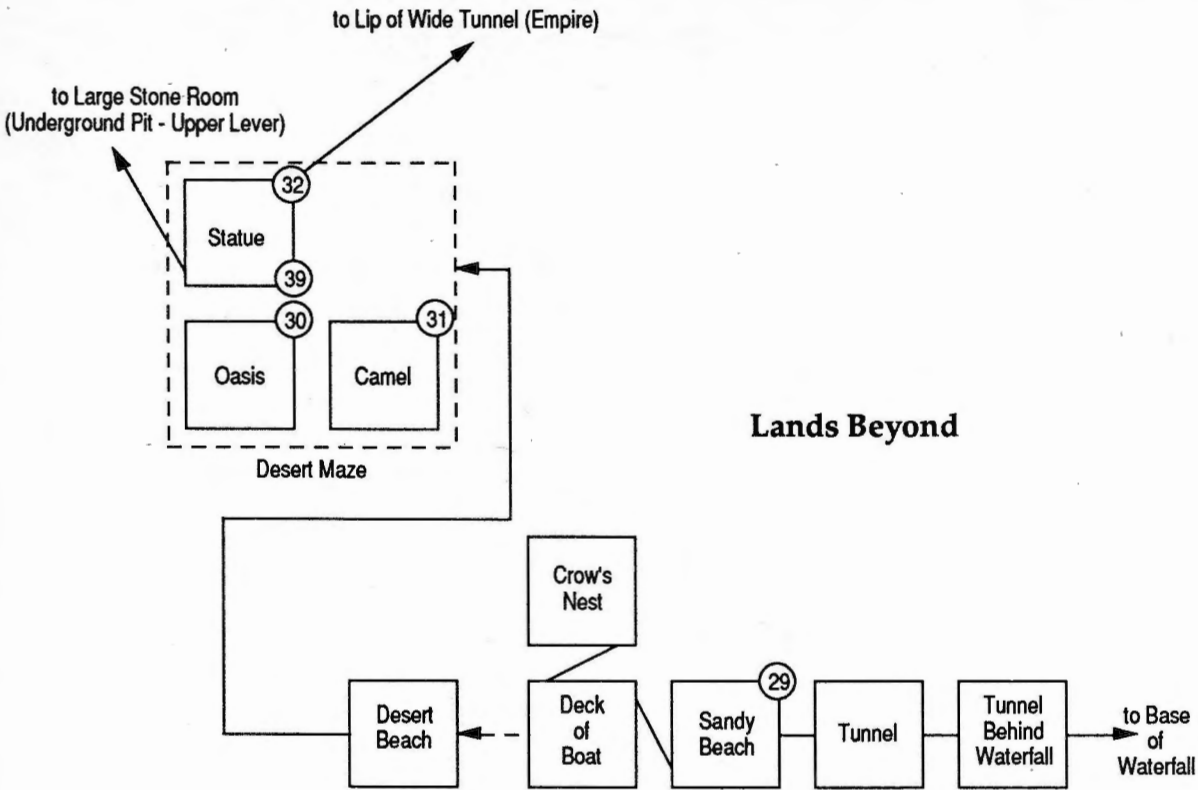 to Lip of Wide Tunnel (Empire)
to Large Stone Room
(Underground Pit - Upper Lever)
32
Statue
39
30
31
Oasis
Camel
Lands Beyond
Desert Maze
Crow's
Nest
29
Desert
Beach
Deck
of
Boat
Sandy
Beach
Tunnel
Tunnel
Behind
Waterfall
to Base
of
Waterfall